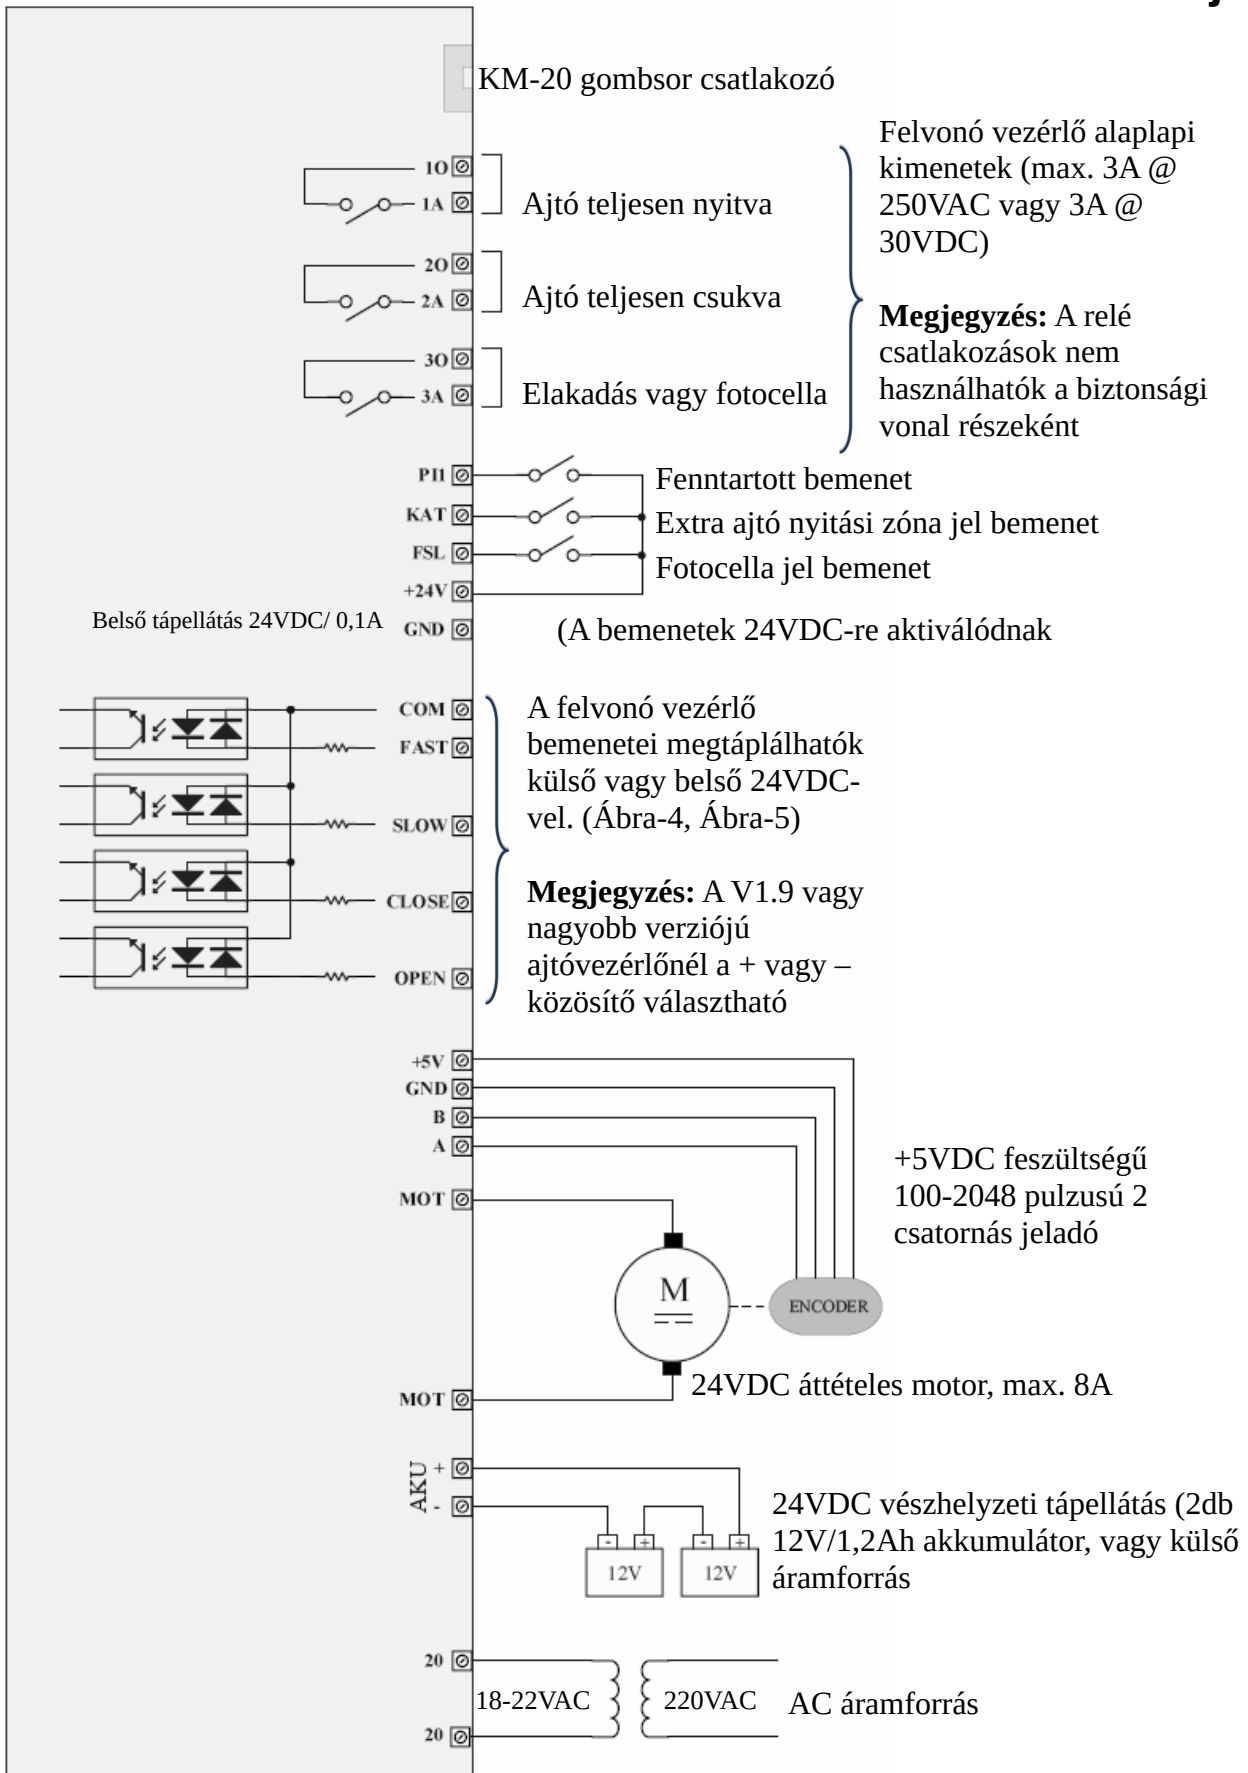 KM-20 gombsor csatlakozó
Felvonó vezérlő alaplapi
kimenetek (max. 3A @
250VAC vagy 3A @
30VDC)
Megjegyzés: A relé
csatlakozások nem
használhatók a biztonsági
vonal részeként
1O
1A
Ajtó teljesen nyitva
2O
2A
Ajtó teljesen csukva
3O
3A
Elakadás vagy fotocella
PI1
Fenntartott bemenet
KAT
Extra ajtó nyitási zóna jel bemenet
FSL
Fotocella jel bemenet
+24V
Belső tápellátás 24VDC/ 0,1A
GND
(A bemenetek 24VDC-re aktiválódnak
COM
FAST
SLOW
CLOSE
OPEN
A felvonó vezérlő
bemenetei megtáplálhatók
külső vagy belső 24VDC-
vel. (Ábra-4, Ábra-5)
Megjegyzés: A V1.9 vagy
nagyobb verziójú
ajtóvezérlőnél a + vagy –
közösítő választható
+5V
GND
B
A
+5VDC feszültségű
100-2048 pulzusú 2
csatornás jeladó
MOT
M
ENCODER
24VDC áttételes motor, max. 8A
MOT
AKU
+
-
- + - +
12V 12V
24VDC vészhelyzeti tápellátás (2db
12V/1,2Ah akkumulátor, vagy külső
áramforrás
20
18-22VAC 220VAC AC áramforrás
20